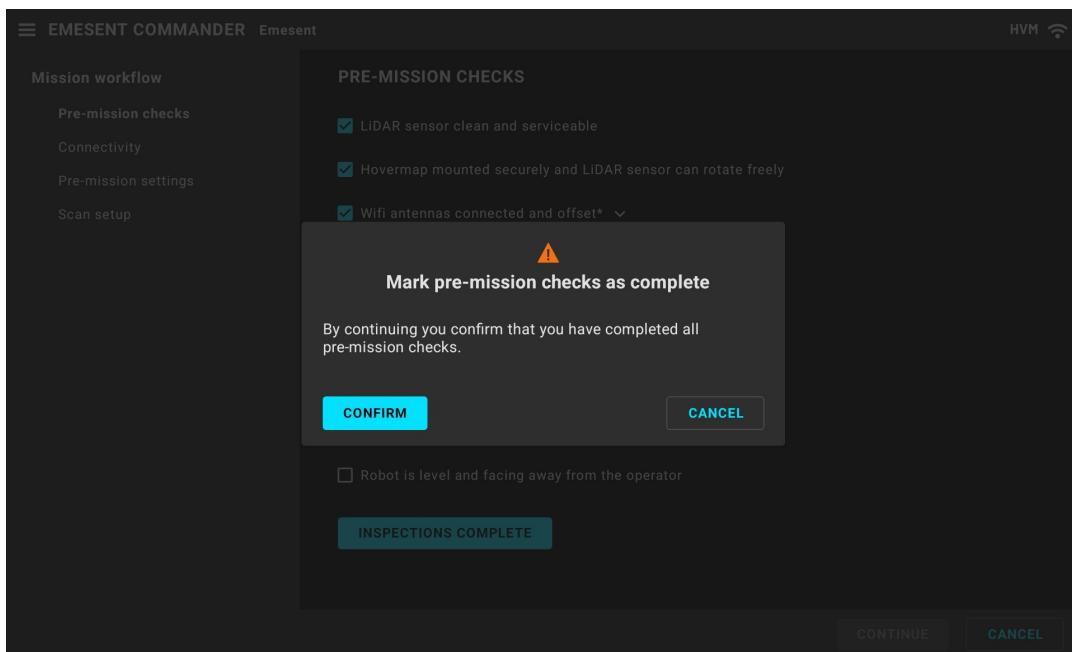 EMESENT COMMANDER Emesent HVM
Mission workflow
Pre-mission checks
Connectivity
Pre-mission settings
Scan setup
PRE-MISSION CHECKS
LiDAR sensor clean and serviceable
Hovermap mounted securely and LiDAR sensor can rotate freely
Wifi antennas connected and offset*
Mark pre-mission checks as complete
By continuing you confirm that you have completed all
pre-mission checks.
CONFIRM CANCEL
Robot is level and facing away from the operator
INSPECTIONS COMPLETE
CONTINUE CANCEL